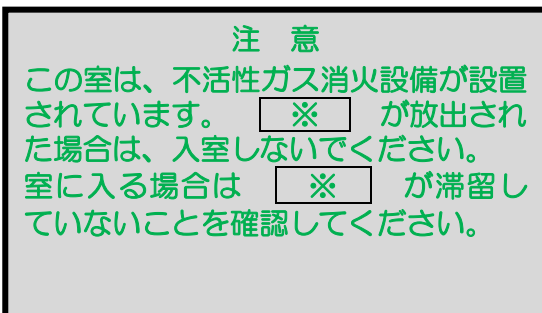 注 意
この室は、不活性ガス消火設備が設置
されています。 ※ が放出され
た場合は、入室しないでください。
室に入る場合は ※ が滞留し
ていないことを確認してください。